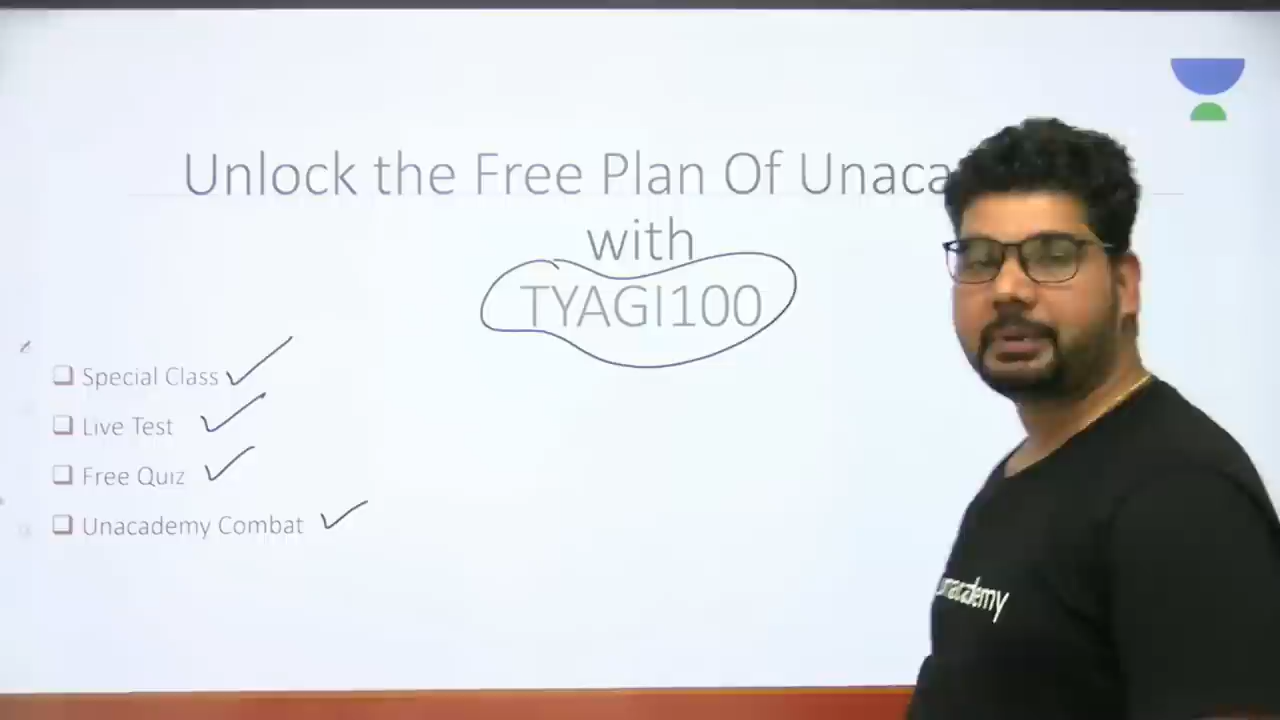 Unlock the Free Plan Of Unaca
with
TYAGI100
Special Class
Live Test
Free Quiz
Unacademy Combat
unacademy